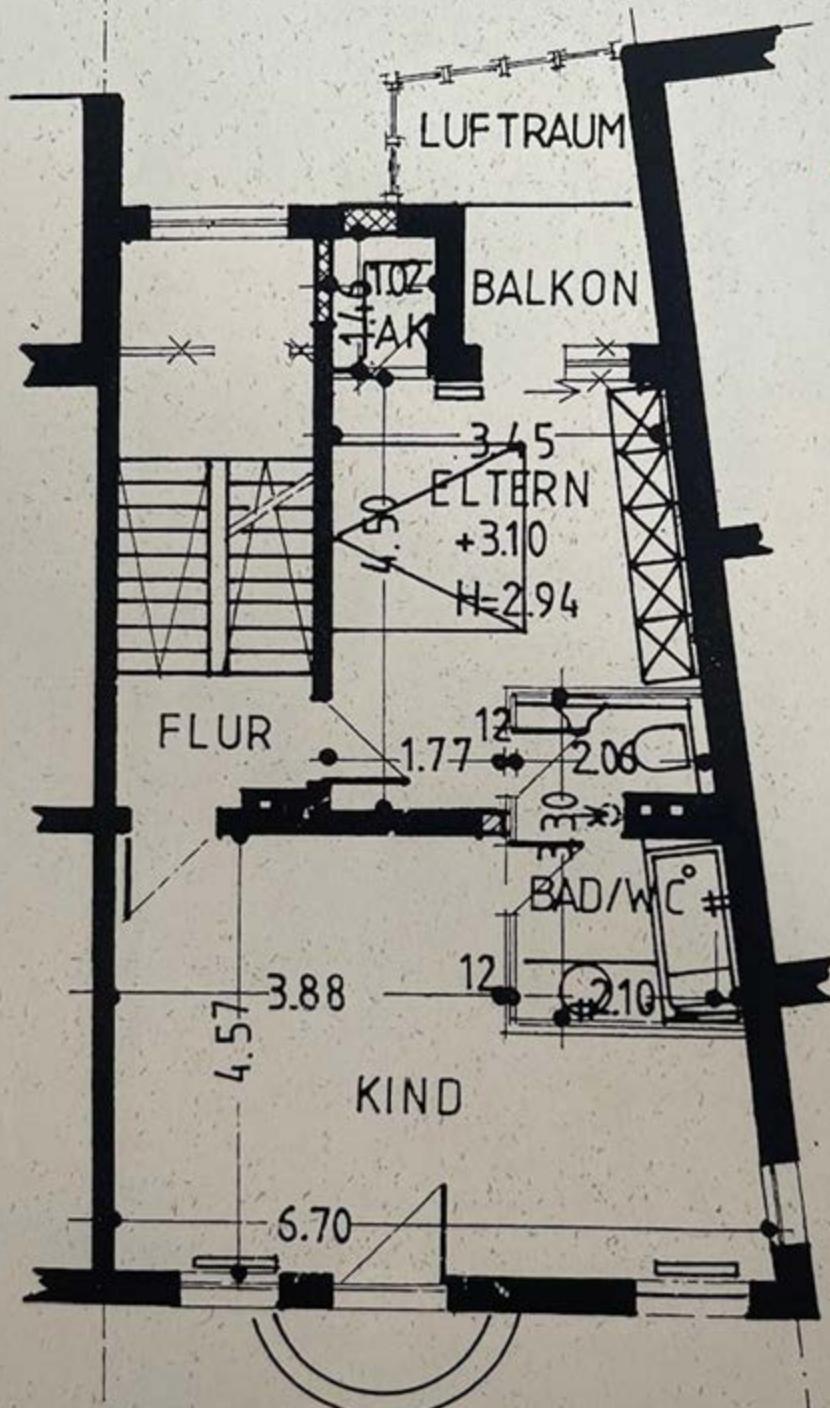 LUFTRAUM
1.02
1.46
AK
BALKON
3.45
ELTERN
4.50
+3.10
H=2.94
FLUR
12
1.77
2.06
3.30
BAD/WC
12
3.88
2.10
4.57
KIND
6.70